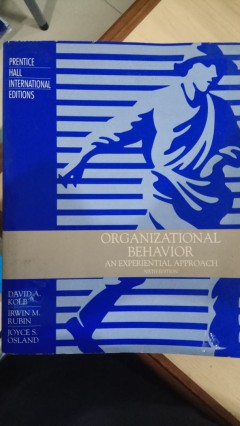 PRENTICE
HALL
INTERNATIONAL
EDITIONS
ORGANIZATIONAL
BEHAVIOR
AN EXPERIENTIAL APPROACH
DAVID A.
KOLB
IRWIN M.
RUBIN
JOYCE S.
OSLAND